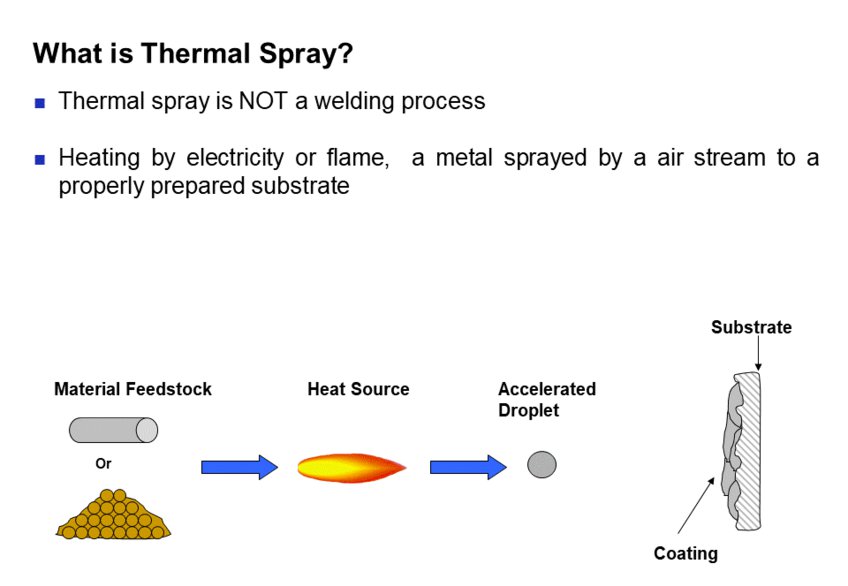 What is Thermal Spray?
Thermal spray is NOT a welding process
Heating by electricity or flame, a metal sprayed by a air stream to a
properly prepared substrate
Substrate
Material Feedstock
Heat Source
Accelerated
Droplet
Or
Coating